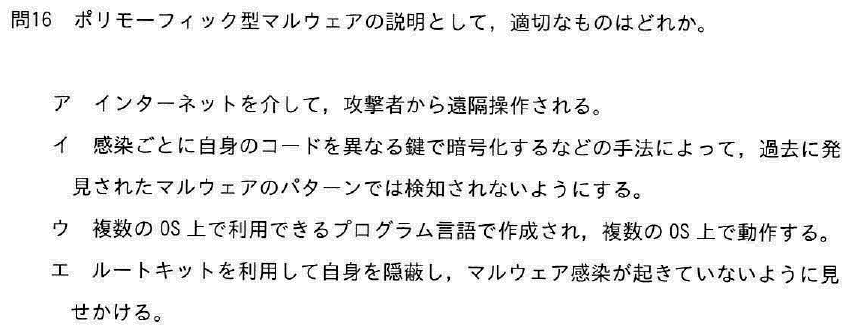 問16 ポリモーフィック型マルウェアの説明として，適切なものはどれか。
ア インターネットを介して，攻撃者から遠隔操作される。
イ 感染ごとに自身のコードを異なる鍵で暗号化するなどの手法によって，過去に発
見されたマルウェアのパターンでは検知されないようにする。
ウ 複数の OS 上で利用できるプログラム言語で作成され，複数の OS 上で動作する。
エ ルートキットを利用して自身を隠蔽し，マルウェア感染が起きていないように見
せかける。